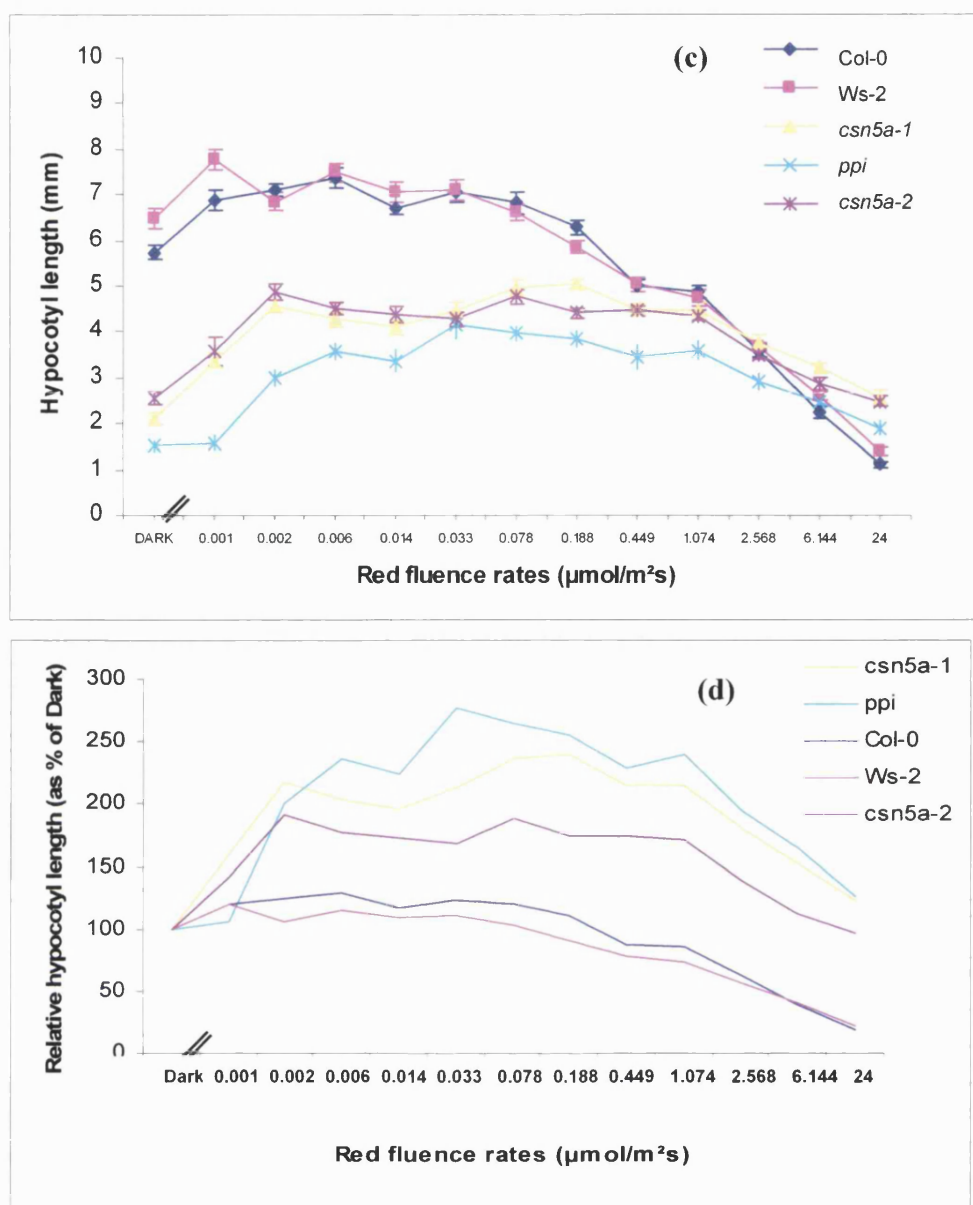 (c)
Col-0
Ws-2
csn5a-1
ppi
csn5a-2
Hypocotyl length (mm)
10
9
8
7
6
5
4
3
2
1
0
DARK 0.001 0.002 0.006 0.014 0.033 0.078 0.188 0.449 1.074 2.568 6.144 24
Red fluence rates (µmol/m²s)
(d)
csn5a-1
ppi
Col-0
Ws-2
csn5a-2
Relative hypocotyl length (as % of Dark)
300
250
200
150
100
50
0
Dark 0.001 0.002 0.006 0.014 0.033 0.078 0.188 0.449 1.074 2.568 6.144 24
Red fluence rates (µmol/m²s)